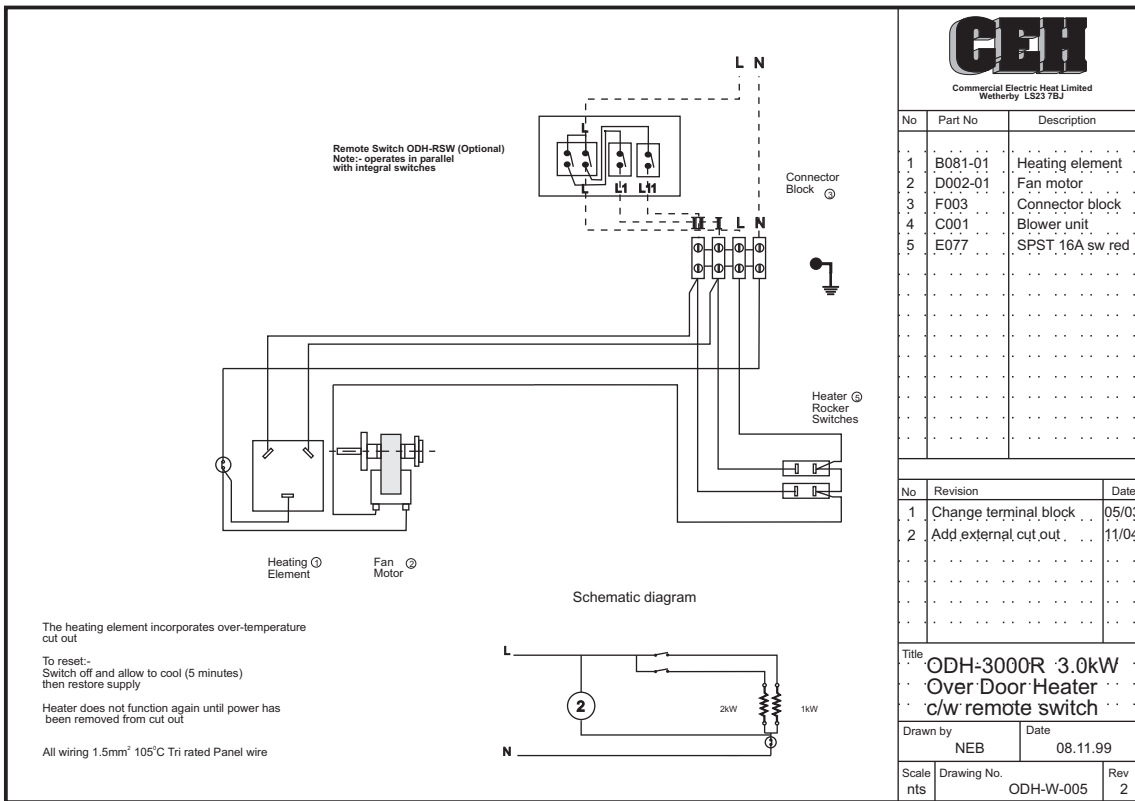 L N
Remote Switch ODH-RSW (Optional)
Note:- operates in parallel
with integral switches
L
L L1 L11
Connector
Block 3
II I L N
Heater 5
Rocker
Switches
Heating 1
Element
Fan 2
Motor
Schematic diagram
The heating element incorporates over-temperature
cut out
To reset:-
Switch off and allow to cool (5 minutes)
then restore supply
Heater does not function again until power has
been removed from cut out
All wiring 1.5mm² 105°C Tri rated Panel wire
L
2
2kW 1kW
N
CEH
Commercial Electric Heat Limited
Wetherby LS23 7BJ
No Part No Description
1 B081-01 Heating element
2 D002-01 Fan motor
3 F003 Connector block
4 C001 Blower unit
5 E077 SPST 16A sw red
No Revision Date
1 Change terminal block 05/03
2 Add external cut out 11/04
Title
ODH-3000R 3.0kW
Over Door Heater
c/w remote switch
Drawn by Date
NEB 08.11.99
Scale Drawing No. Rev
nts ODH-W-005 2